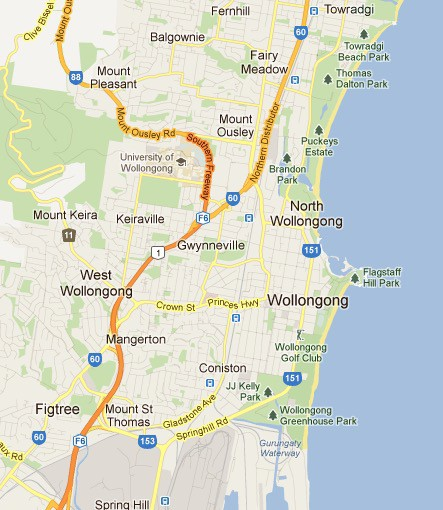 Fernhill
Towradgi
Clive Bissel
Mount Ou
60
Balgownie
Towradgi
Beach Park
Fairy
Meadow
88
Mount
Pleasant
Thomas
Dalton Park
Mount Ousley Rd
Southern Freeway
Mount
Ousley
Northern Distributor
Puckeys
Estate
University of
Wollongong
Brandon
Park
60
Mount Keira
Keiraville
F6
North
Wollongong
11
1
Gwynneville
151
West
Wollongong
Flagstaff
Hill Park
Crown St
Princes Hwy
Wollongong
Mangerton
Wollongong
Golf Club
60
Coniston
151
JJ Kelly
Park
Figtree
Mount St
Thomas
Gladstone Ave
Wollongong
Greenhouse Park
60
F6
153
Springhill Rd
aux Rd
Gurungaty
Waterway
Spring Hill